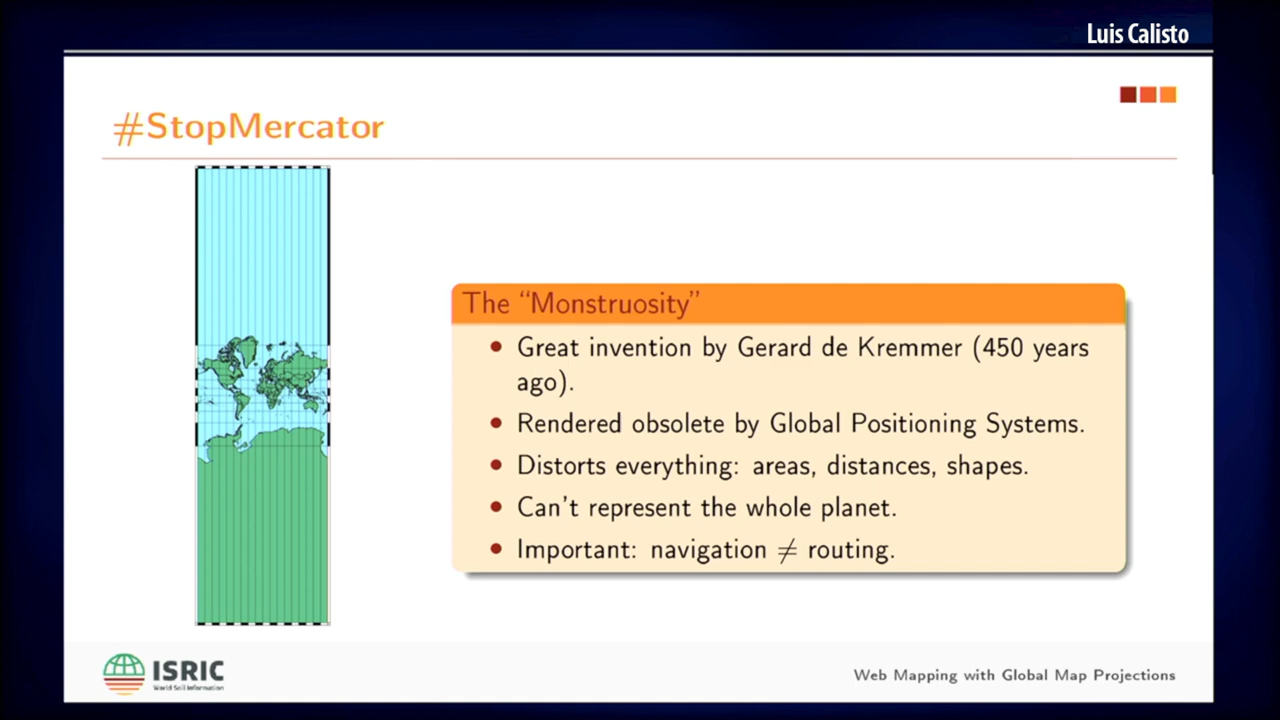 Luis Calisto
#StopMercator
The “Monstruosity”
• Great invention by Gerard de Kremmer (450 years
ago).
• Rendered obsolete by Global Positioning Systems.
• Distorts everything: areas, distances, shapes.
• Can't represent the whole planet.
• Important: navigation ≠ routing.
ISRIC
World Soil Information
Web Mapping with Global Map Projections